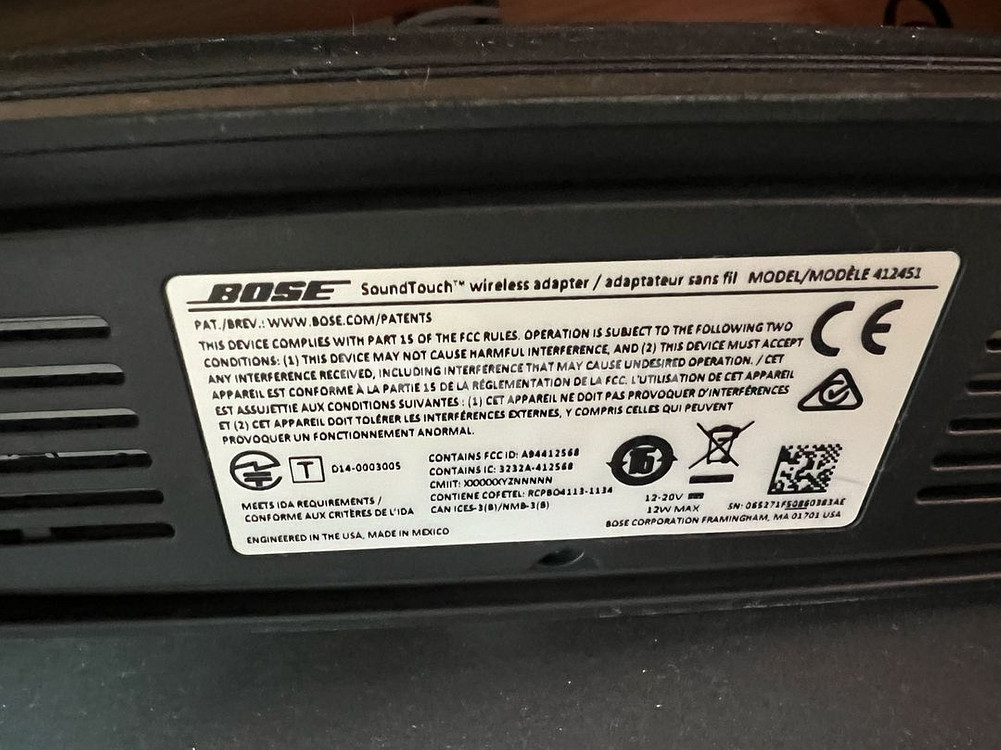 BOSE SoundTouch™ wireless adapter / adaptateur sans fil MODEL/MODÈLE 412451
PAT./BREV.: WWW.BOSE.COM/PATENTS
THIS DEVICE COMPLIES WITH PART 15 OF THE FCC RULES. OPERATION IS SUBJECT TO THE FOLLOWING TWO
CONDITIONS: (1) THIS DEVICE MAY NOT CAUSE HARMFUL INTERFERENCE, AND (2) THIS DEVICE MUST ACCEPT
ANY INTERFERENCE RECEIVED, INCLUDING INTERFERENCE THAT MAY CAUSE UNDESIRED OPERATION. / CET
APPAREIL EST CONFORME À LA PARTIE 15 DE LA RÉGLEMENTATION DE LA FCC. L'UTILISATION DE CET APPAREIL
EST ASSUJETTIE AUX CONDITIONS SUIVANTES : (1) CET APPAREIL NE DOIT PAS PROVOQUER D'INTERFÉRENCES
ET (2) CET APPAREIL DOIT TOLÉRER LES INTERFÉRENCES EXTERNES, Y COMPRIS CELLES QUI PEUVENT
PROVOQUER UN FONCTIONNEMENT ANORMAL.
CE
T D14-0003005
MEETS IDA REQUIREMENTS /
CONFORME AUX CRITÈRES DE L'IDA
ENGINEERED IN THE USA, MADE IN MEXICO
CONTAINS FCC ID: A94412568
CONTAINS IC: 3232A-412568
CMIIT: XXXXXXYZNNNNN
CONTIENE COFETEL: RCPBO4113-1134
CAN ICES-3(B)/NMB-3(B)
15
12-20V
12W MAX
BOSE CORPORATION FRAMINGHAM, MA 01701 USA